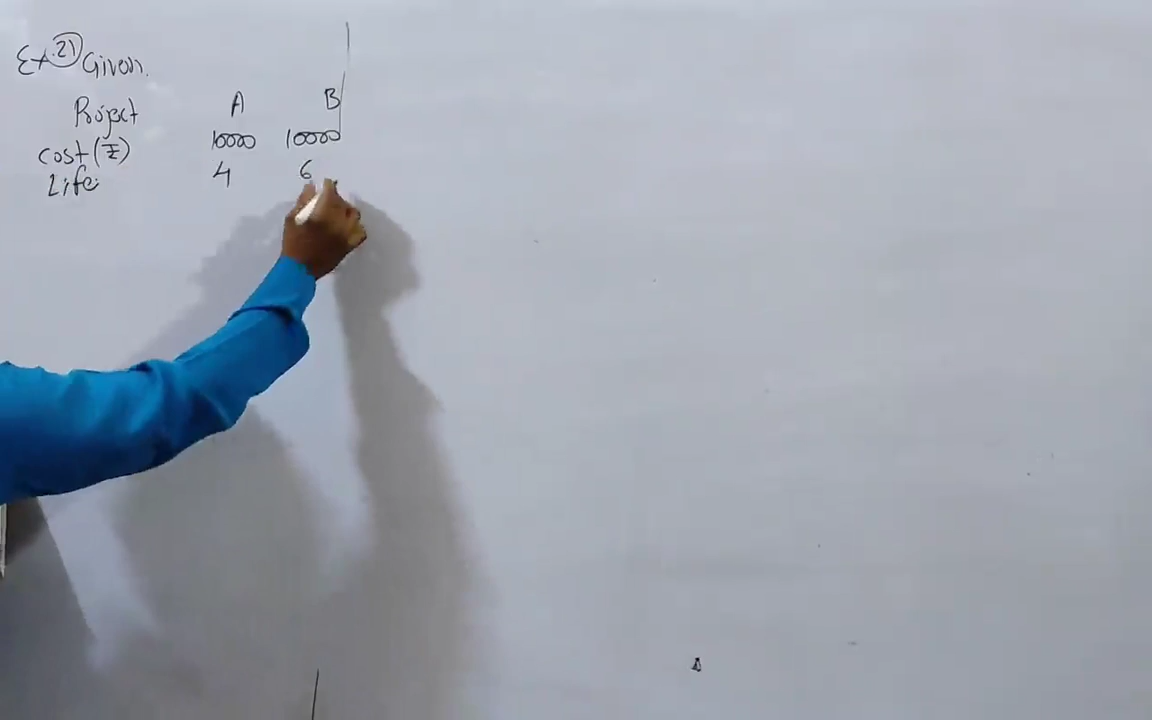 Ex. 21 Given.
Project A B
cost (₹) 10000 10000
Life 4 6